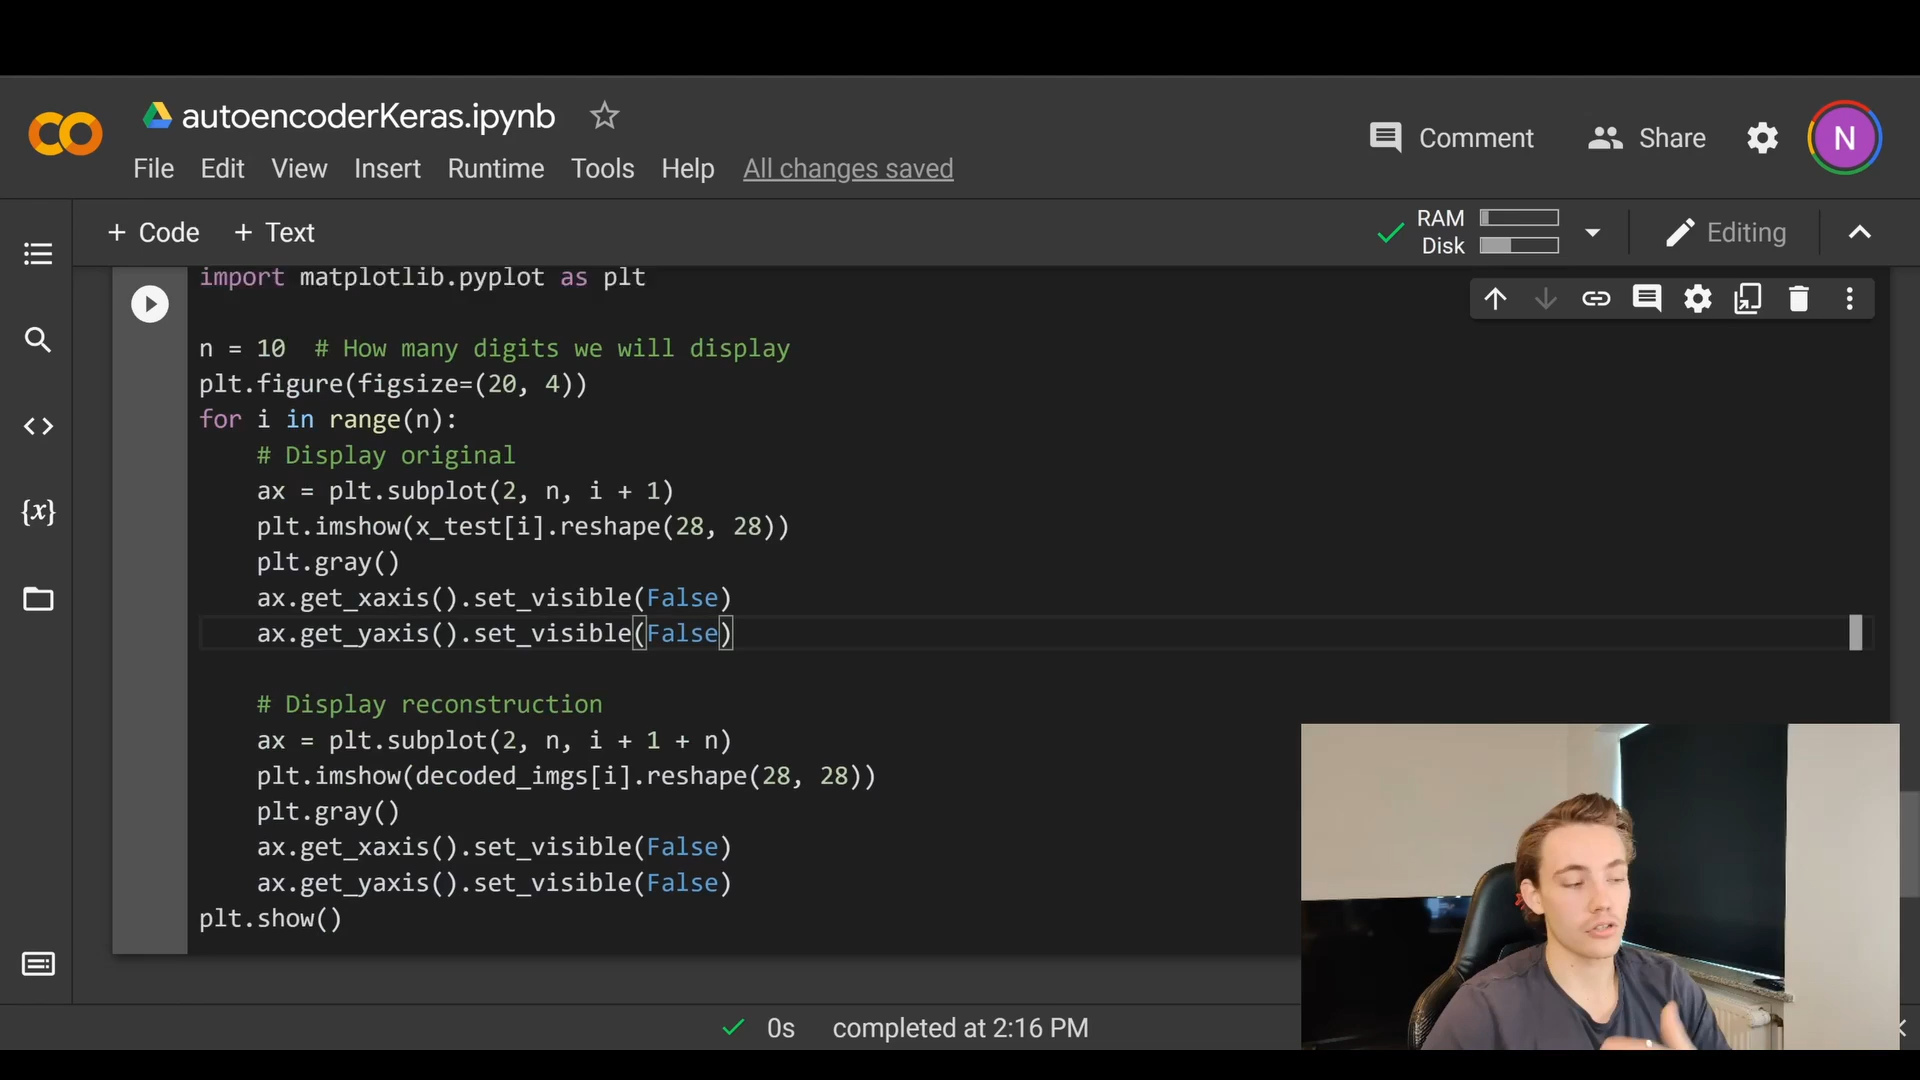 autoencoderKeras.ipynb
Comment
Share
N
File Edit View Insert Runtime Tools Help All changes saved
+ Code + Text
RAM
Disk
Editing
import matplotlib.pyplot as plt
n = 10  # How many digits we will display
plt.figure(figsize=(20, 4))
for i in range(n):
    # Display original
    ax = plt.subplot(2, n, i + 1)
    plt.imshow(x_test[i].reshape(28, 28))
    plt.gray()
    ax.get_xaxis().set_visible(False)
    ax.get_yaxis().set_visible(False)
    # Display reconstruction
    ax = plt.subplot(2, n, i + 1 + n)
    plt.imshow(decoded_imgs[i].reshape(28, 28))
    plt.gray()
    ax.get_xaxis().set_visible(False)
    ax.get_yaxis().set_visible(False)
plt.show()
{x}
0s completed at 2:16 PM